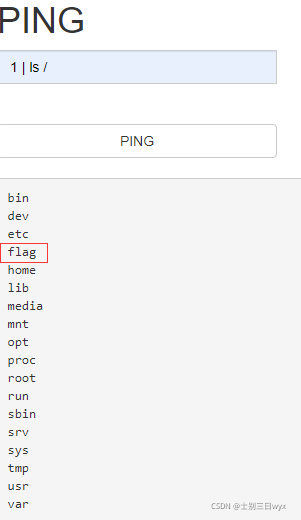 PING
1 | ls /
PING
bin
dev
etc
flag
home
lib
media
mnt
opt
proc
root
run
sbin
srv
sys
tmp
usr
var
CSDN @士别三日wyx